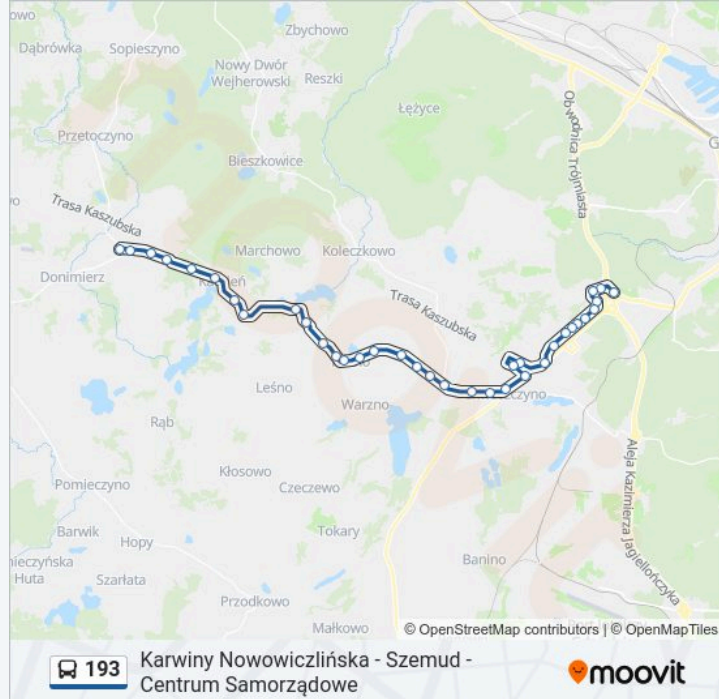 Zbychowo
Dąbrówka
Sopieszyno
Nowy Dwór
Wejherowski
Reszki
Łężyce
Przetoczyno
Bieszkowice
Obwodnica Trójmiasta
Trasa Kaszubska
Marchowo
Koleczkowo
Donimierz
Trasa Kaszubska
Leśno
Warzno
Rąb
Kłosowo
Czeczewo
Pomieczyno
Aleja Kazimierza Jagiellończyka
Barwik
Hopy
Tokary
Banino
Huta
Szarłata
Przodkowo
Małkowo
© OpenStreetMap contributors | © OpenMapTiles
193
Karwiny Nowowiczlińska - Szemud -
Centrum Samorządowe
moovit